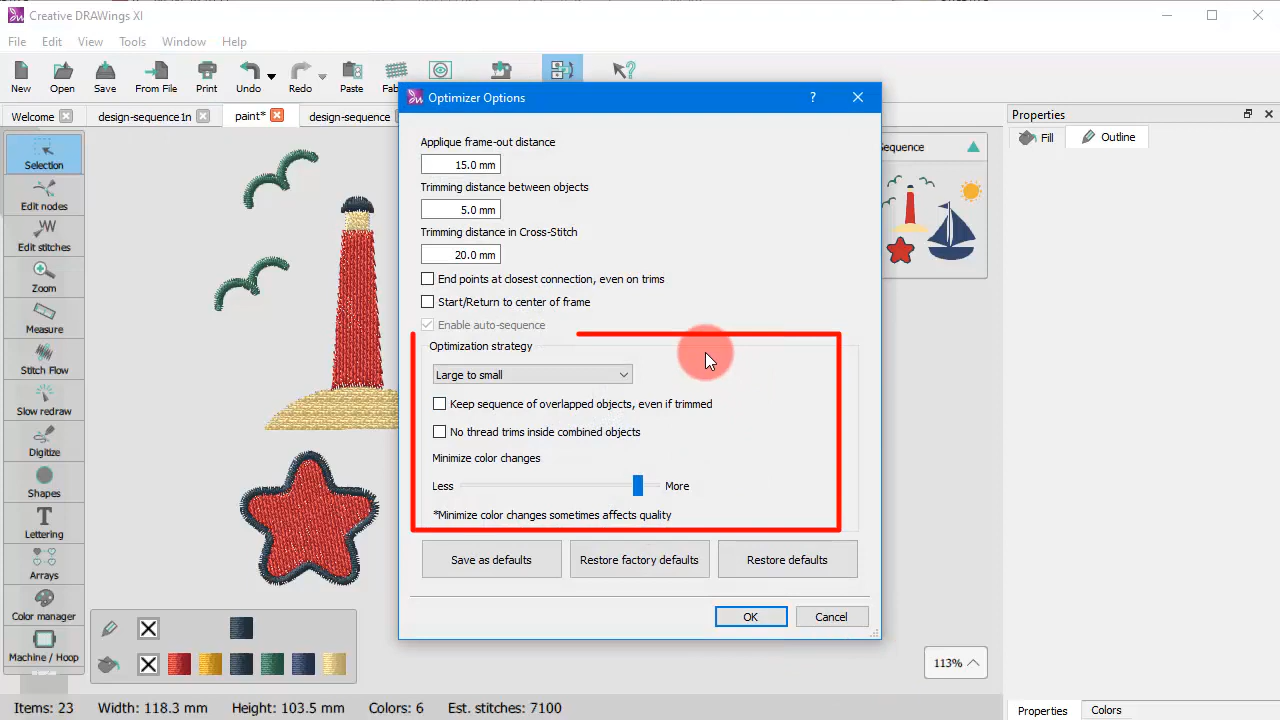 Creative DRAWings XI
File Edit View Tools Window Help
New Open Save From File Print Undo Redo Paste
Welcome design-sequence1n paint* design-sequence
Optimizer Options ?
Properties
Fill Outline
Selection
Edit nodes
Edit stitches
Zoom
Measure
Stitch Flow
Slow redraw
Digitize
Shapes
Lettering
Arrays
Color manager
Machine / Hoop
Applique frame-out distance
15.0 mm
Trimming distance between objects
5.0 mm
Trimming distance in Cross-Stitch
20.0 mm
End points at closest connection, even on trims
Start/Return to center of frame
Enable auto-sequence
Optimization strategy
Large to small
Keep sequence of overlapped objects, even if trimmed
No thread trims inside combined objects
Minimize color changes
Less More
*Minimize color changes sometimes affects quality
Save as defaults Restore factory defaults Restore defaults
OK Cancel
Sequence
113%
Items: 23 Width: 118.3 mm Height: 103.5 mm Colors: 6 Est. stitches: 7100
Properties Colors